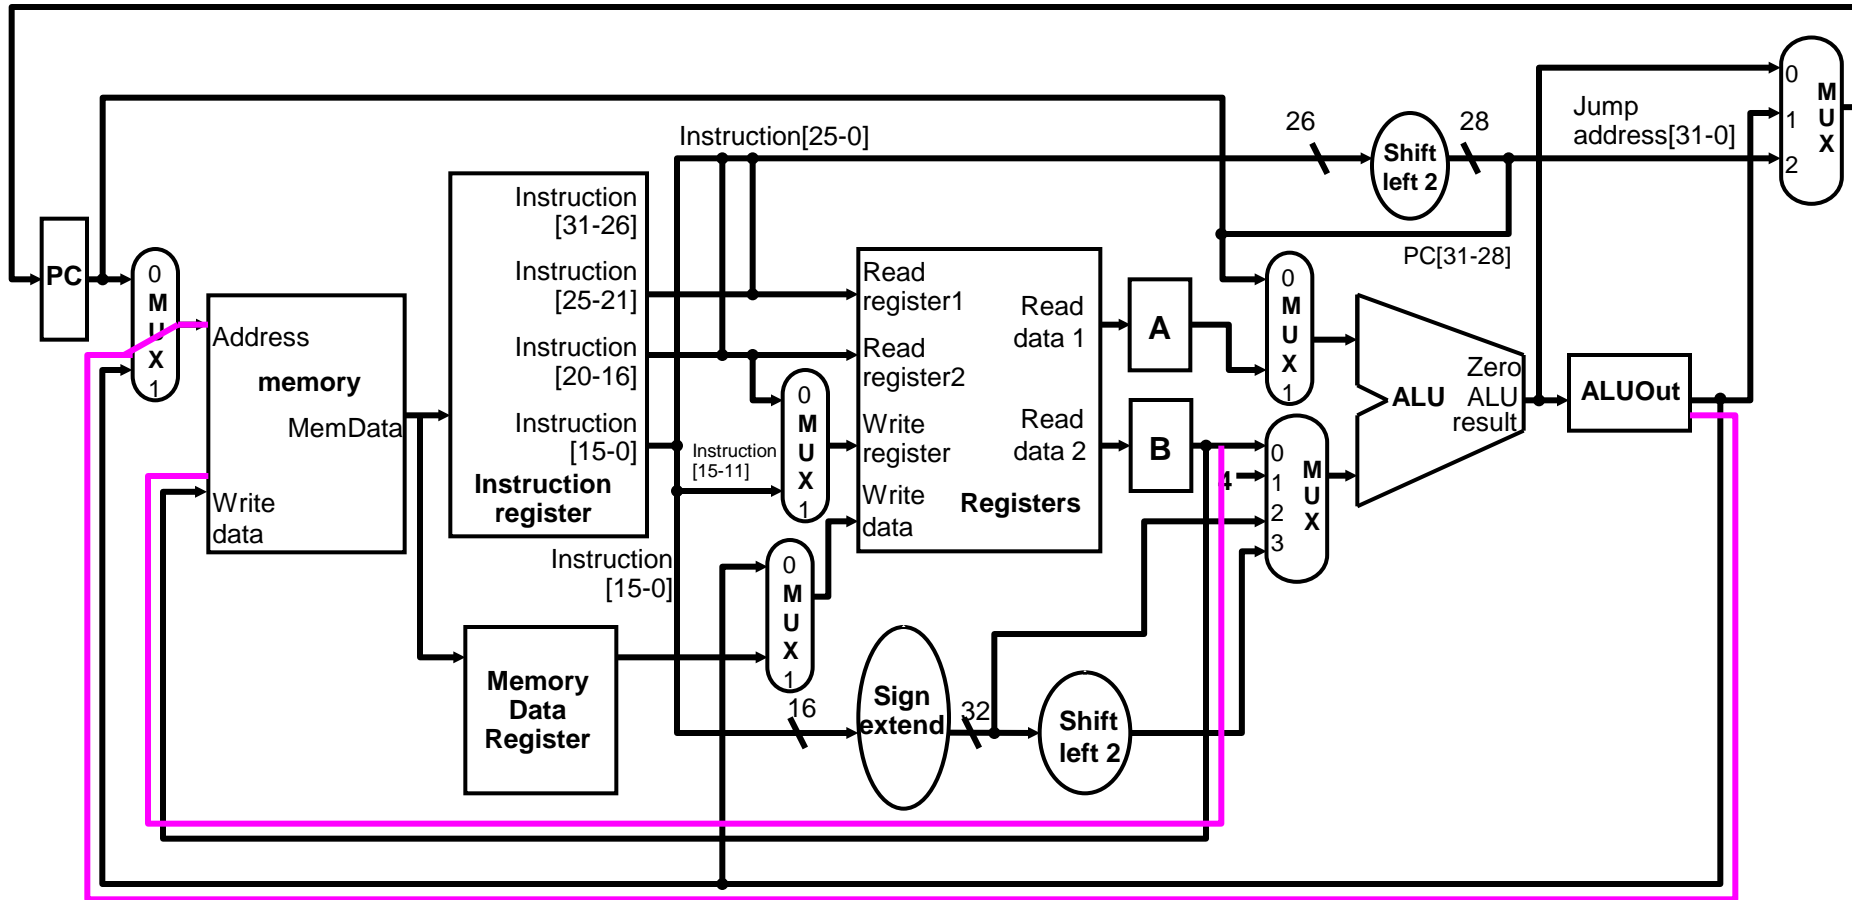 Instruction[25-0]
26
Shift
left 2
28
Jump
address[31-0]
0
1
2
M
U
X
PC
0
M
U
X
1
Address
memory
MemData
Write
data
Instruction
[31-26]
Instruction
[25-21]
Instruction
[20-16]
Instruction
[15-0]
Instruction
register
Instruction
[15-11]
Instruction
[15-0]
0
M
U
X
1
0
M
U
X
1
Memory
Data
Register
16
Sign
extend
32
Shift
left 2
Read
register1
Read
register2
Write
register
Write
data
Read
data 1
Read
data 2
Registers
A
B
4
PC[31-28]
0
M
U
X
1
0
1
2
3
M
U
X
Zero
ALU
ALU
result
ALUOut